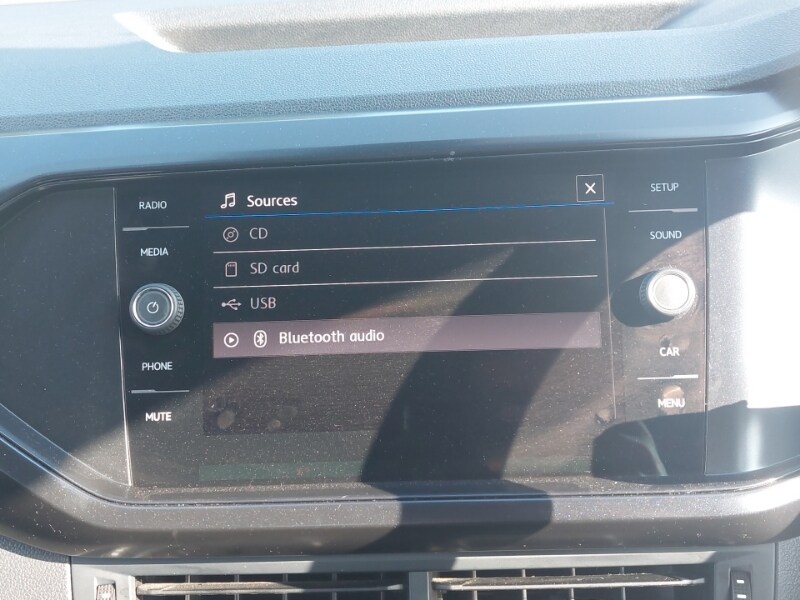 RADIO
MEDIA
PHONE
MUTE
Sources
CD
SD card
USB
Bluetooth audio
SETUP
SOUND
CAR
MENU